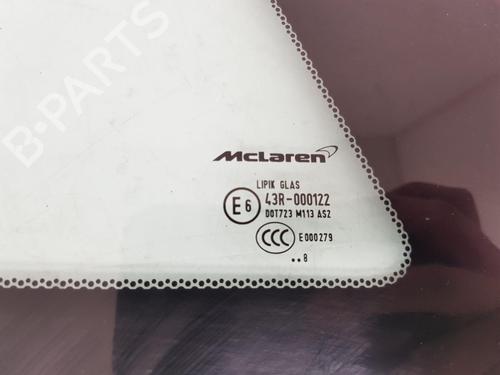 B-PARTS
McLaren
LIPIK GLAS
E6 43R-000122
DOT723 M113 AS2
CCC E000279
..8